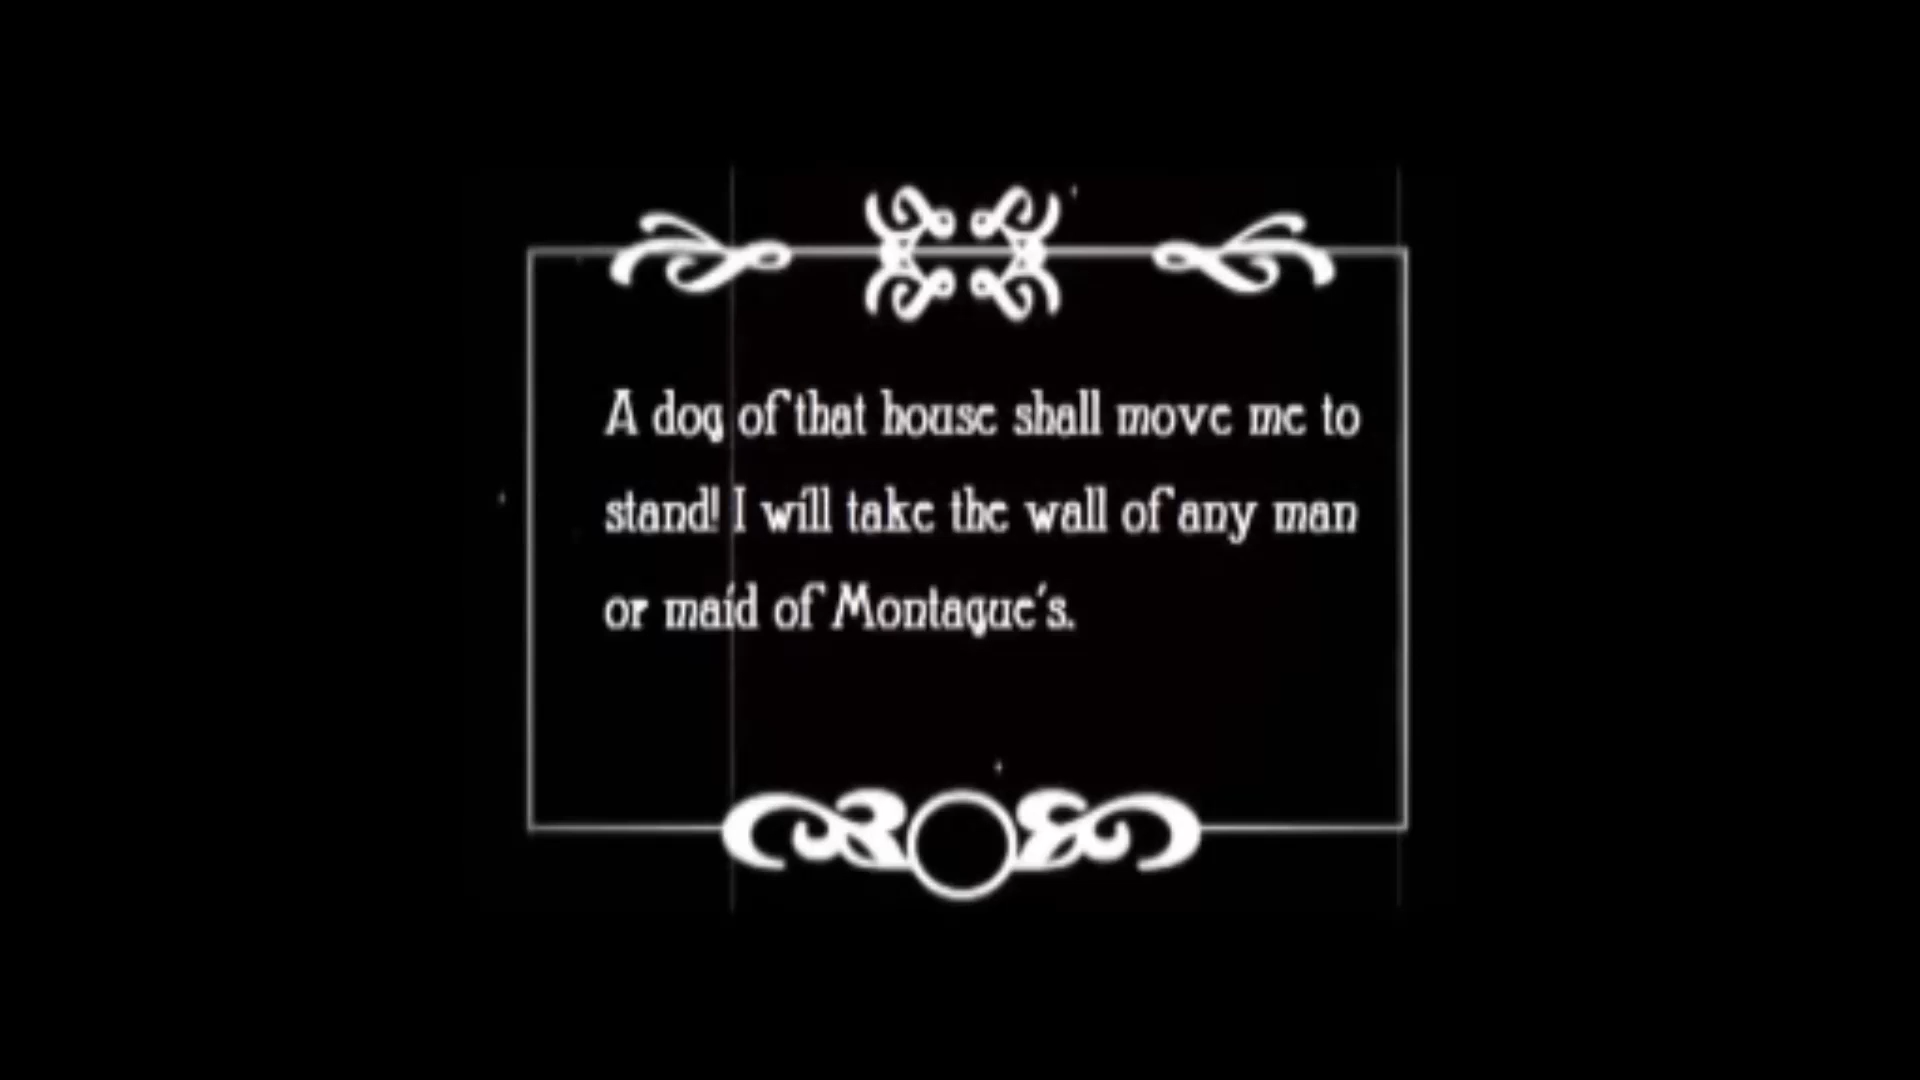 A dog of that house shall move me to
stand! I will take the wall of any man
or maid of Montague's.